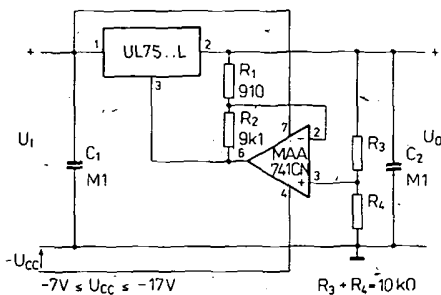 +
1
UL75..L
2
+
3
R1
910
R2
9k1
7
2
-
6
MAA
741CN
+
3
4
UI
C1
M1
R3
R4
C2
M1
UO
-UCC
-7V ≤ UCC ≤ -17V
R3 + R4 = 10 kΩ